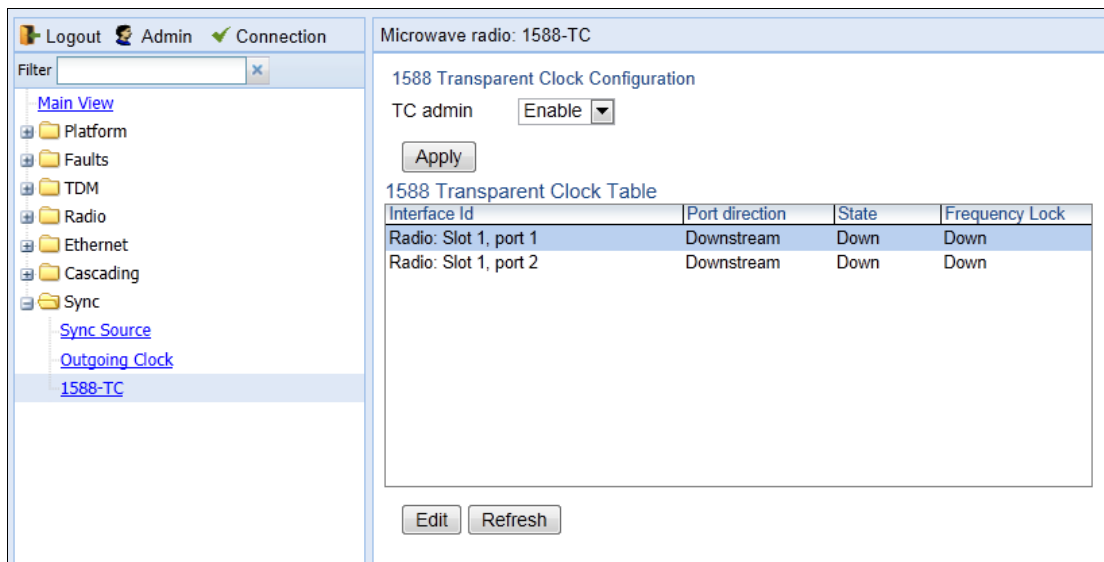 Logout Admin Connection
Filter
Main View
Platform
Faults
TDM
Radio
Ethernet
Cascading
Sync
Sync Source
Outgoing Clock
1588-TC
Microwave radio: 1588-TC
1588 Transparent Clock Configuration
TC admin Enable
Apply
1588 Transparent Clock Table
Interface Id Port direction State Frequency Lock
Radio: Slot 1, port 1 Downstream Down Down
Radio: Slot 1, port 2 Downstream Down Down
Edit Refresh